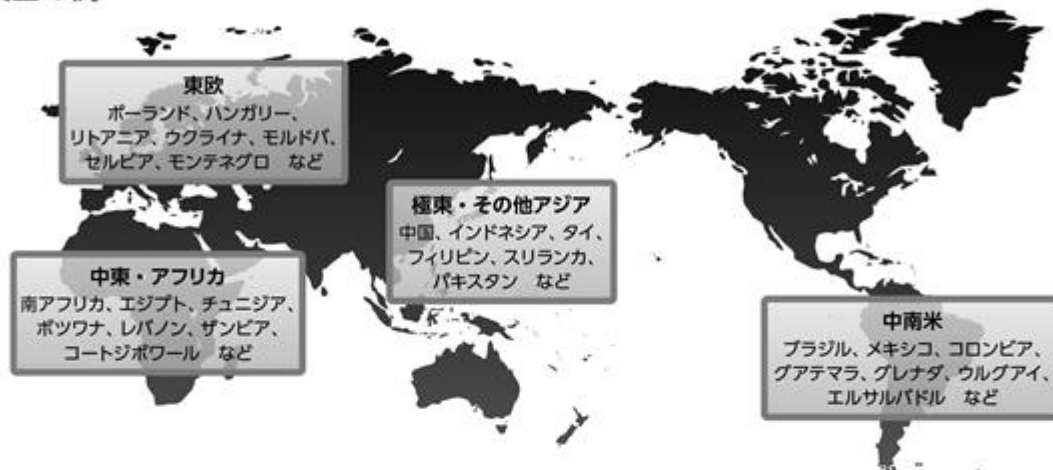 東欧
ポーランド、ハンガリー、
リトアニア、ウクライナ、モルドバ、
セルビア、モンテネグロ など
極東・その他アジア
中国、インドネシア、タイ、
フィリピン、スリランカ、
パキスタン など
中東・アフリカ
南アフリカ、エジプト、チュニジア、
ボツワナ、レバノン、ザンビア、
コートジボワール など
中南米
ブラジル、メキシコ、コロンビア、
グアテマラ、グレナダ、ウルグアイ、
エルサルバドル など